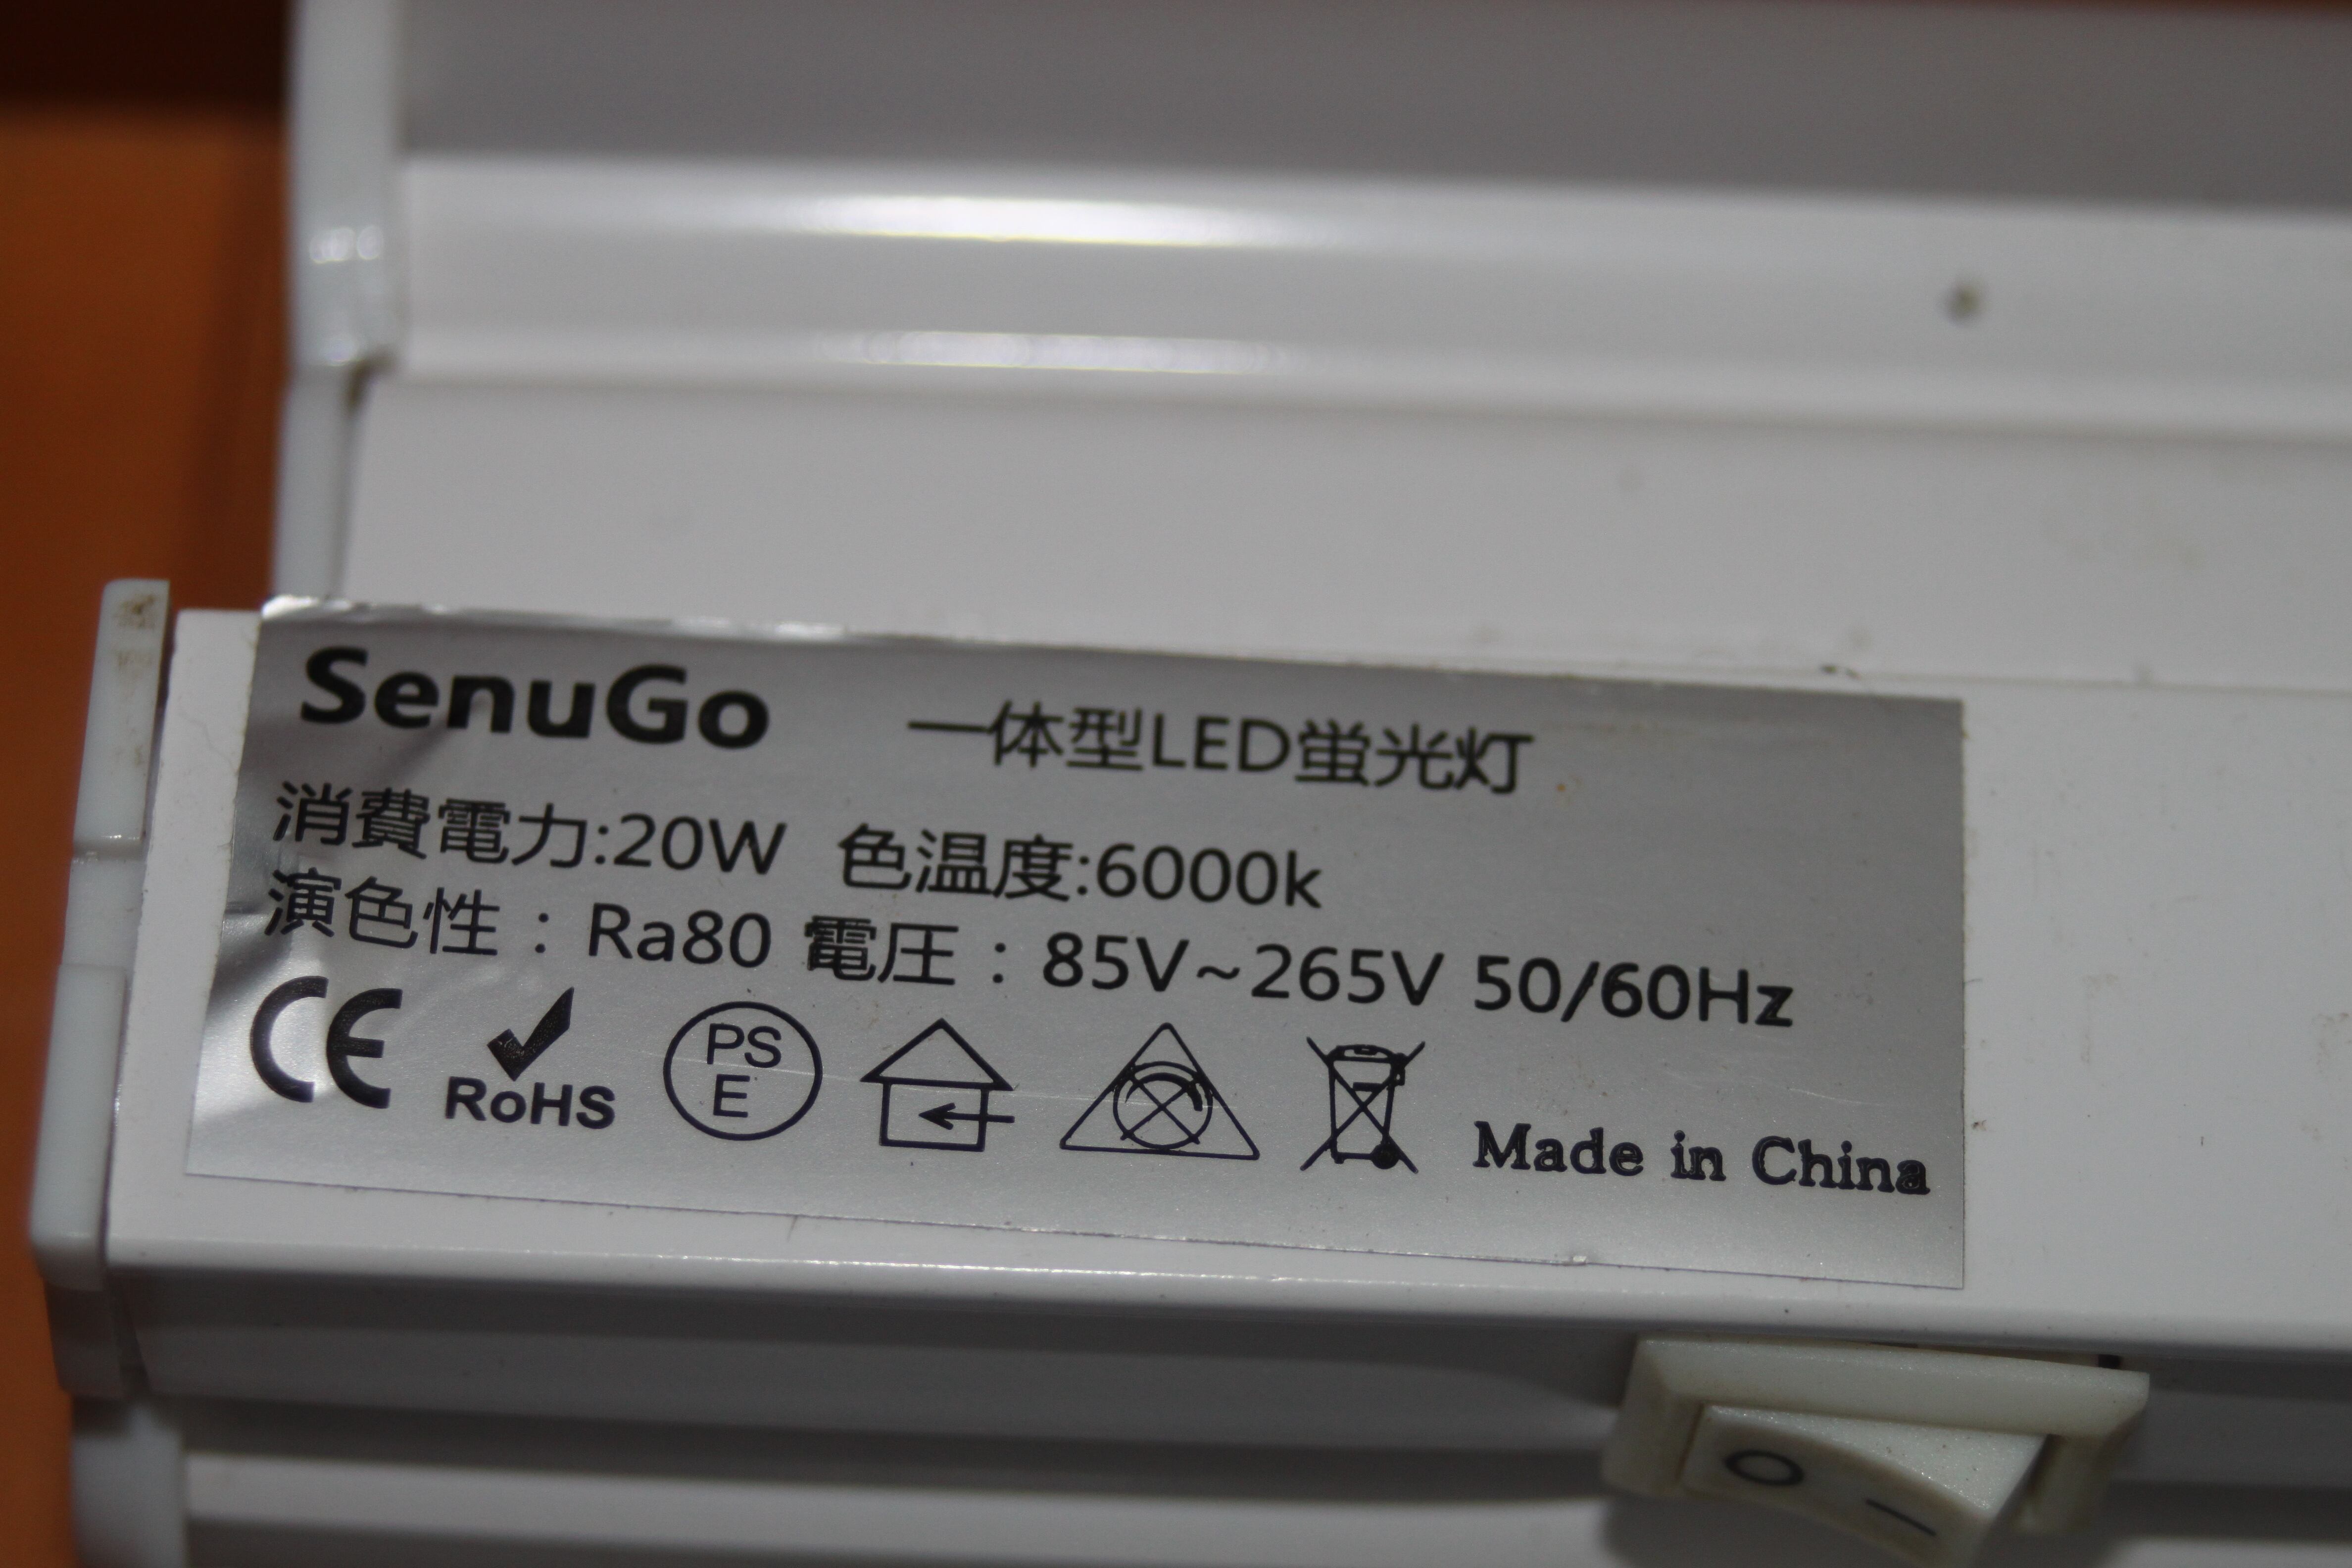 SenuGo 一体型LED蛍光灯
消費電力:20W 色温度:6000k
演色性：Ra80 電圧：85V~265V 50/60Hz
CE RoHS PS E Made in China
O –